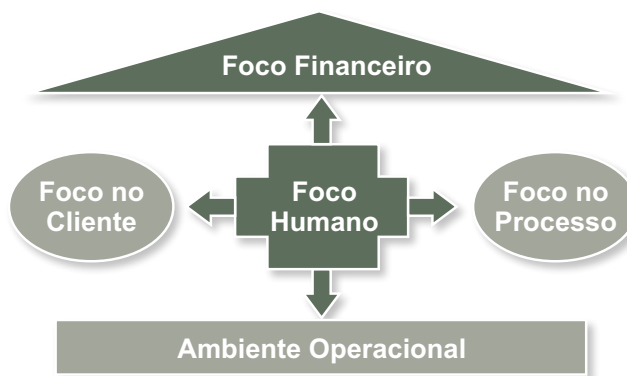 Foco Financeiro
Foco no
Cliente
Foco
Humano
Foco no
Processo
Ambiente Operacional